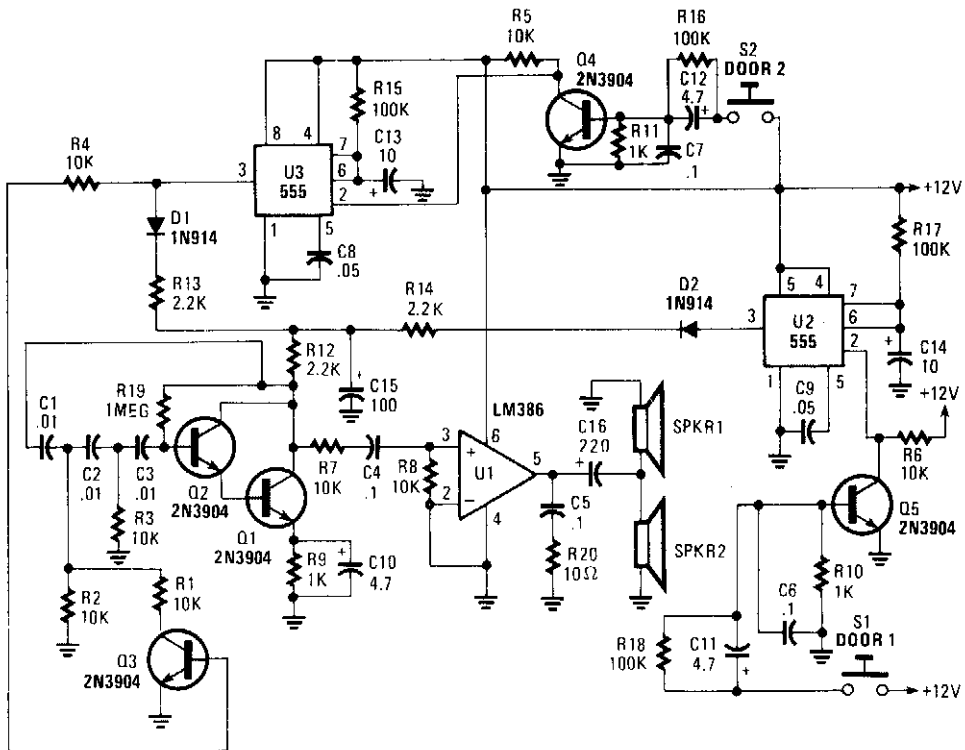 R5
10K
Q4
2N3904
R16
100K
C12
4.7
+
S2
DOOR 2
R15
100K
C13
10
+
R11
1K
C7
.1
R4
10K
8
4
7
6
2
3
U3
555
1
5
C8
.05
D1
1N914
R13
2.2K
R14
2.2K
D2
1N914
+12V
R17
100K
5
4
7
6
2
3
U2
555
1
5
C9
.05
+
C14
10
+12V
R12
2.2K
+
C15
100
R19
1MEG
C1
.01
C2
.01
C3
.01
R3
10K
Q2
2N3904
Q1
2N3904
R7
10K
C4
.1
R8
10K
LM386
3
+
6
U1
5
2
−
4
C16
220
+
SPKR1
SPKR2
C5
.1
R20
10Ω
R9
1K
+
C10
4.7
R6
10K
Q5
2N3904
R10
1K
C6
.1
R2
10K
R1
10K
Q3
2N3904
R18
100K
C11
4.7
+
S1
DOOR 1
+12V